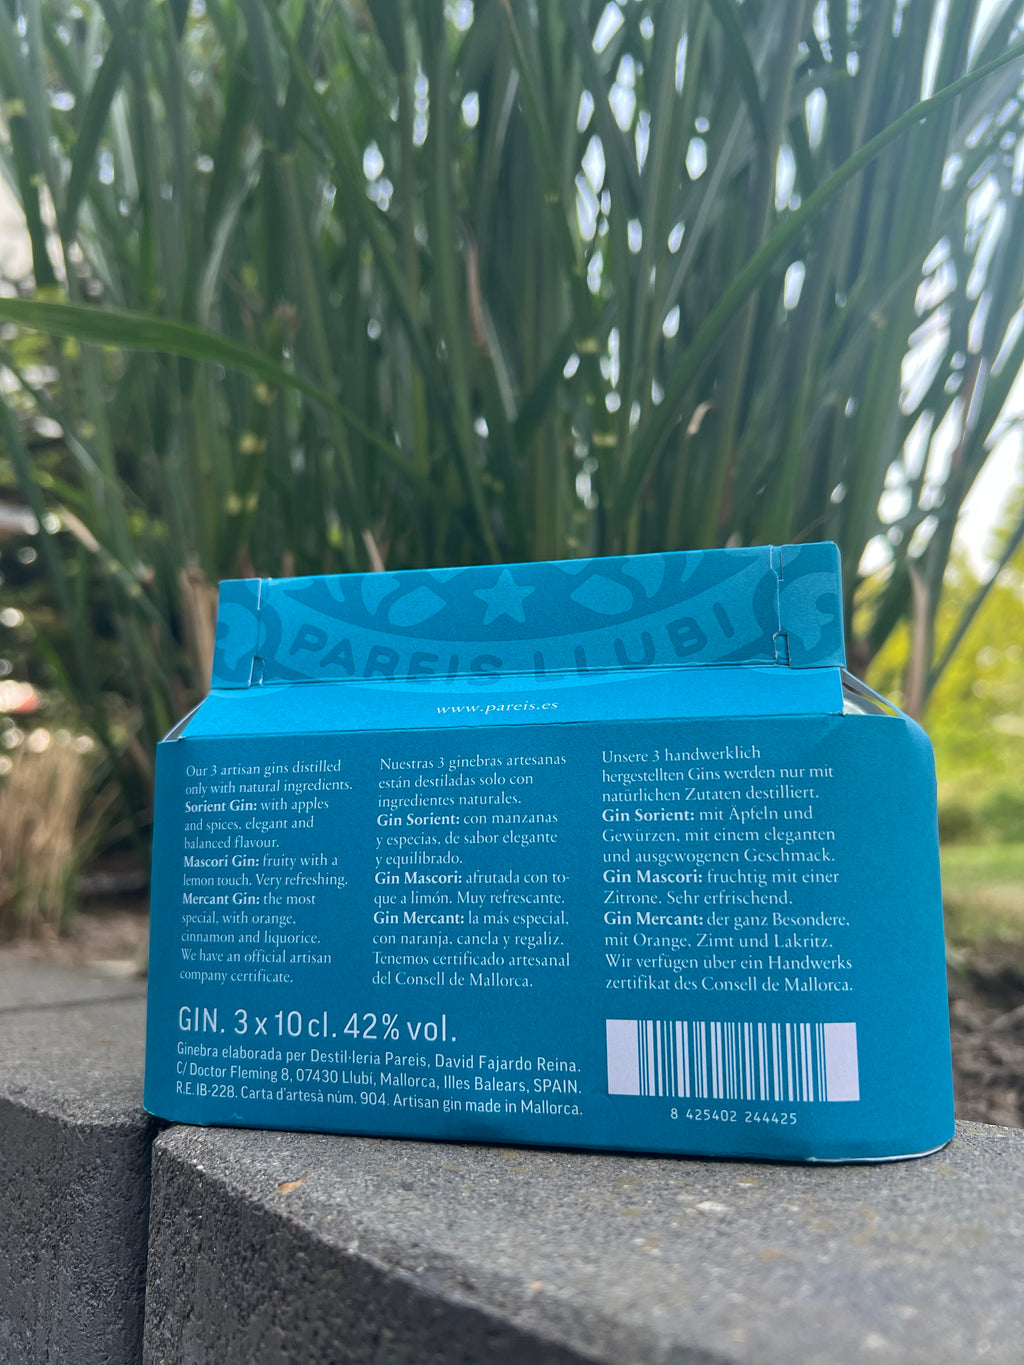 PAREIS LLUBI
www.pareis.es
Our 3 artisan gins distilled
only with natural ingredients.
Sorient Gin: with apples
and spices, elegant and
balanced flavour.
Mascori Gin: fruity with a
lemon touch. Very refreshing.
Mercant Gin: the most
special, with orange,
cinnamon and liquorice.
We have an official artisan
company certificate.
Nuestras 3 ginebras artesanas
están destiladas solo con
ingredientes naturales.
Gin Sorient: con manzanas
y especias, de sabor elegante
y equilibrado.
Gin Mascori: afrutada con to-
que a limón. Muy refrescante.
Gin Mercant: la más especial,
con naranja, canela y regaliz.
Tenemos certificado artesanal
del Consell de Mallorca.
Unsere 3 handwerklich
hergestellten Gins werden nur mit
natürlichen Zutaten destilliert.
Gin Sorient: mit Äpfeln und
Gewürzen, mit einem eleganten
und ausgewogenen Geschmack.
Gin Mascori: fruchtig mit einer
Zitrone. Sehr erfrischend.
Gin Mercant: der ganz Besondere,
mit Orange, Zimt und Lakritz.
Wir verfügen über ein Handwerks
zertifikat des Consell de Mallorca.
GIN. 3 x 10 cl. 42% vol.
Ginebra elaborada per Destil·leria Pareis, David Fajardo Reina.
C/ Doctor Fleming 8, 07430 Llubí, Mallorca, Illes Balears, SPAIN.
R.E. IB-228. Carta d'artesà núm. 904. Artisan gin made in Mallorca.
8 425402 244425